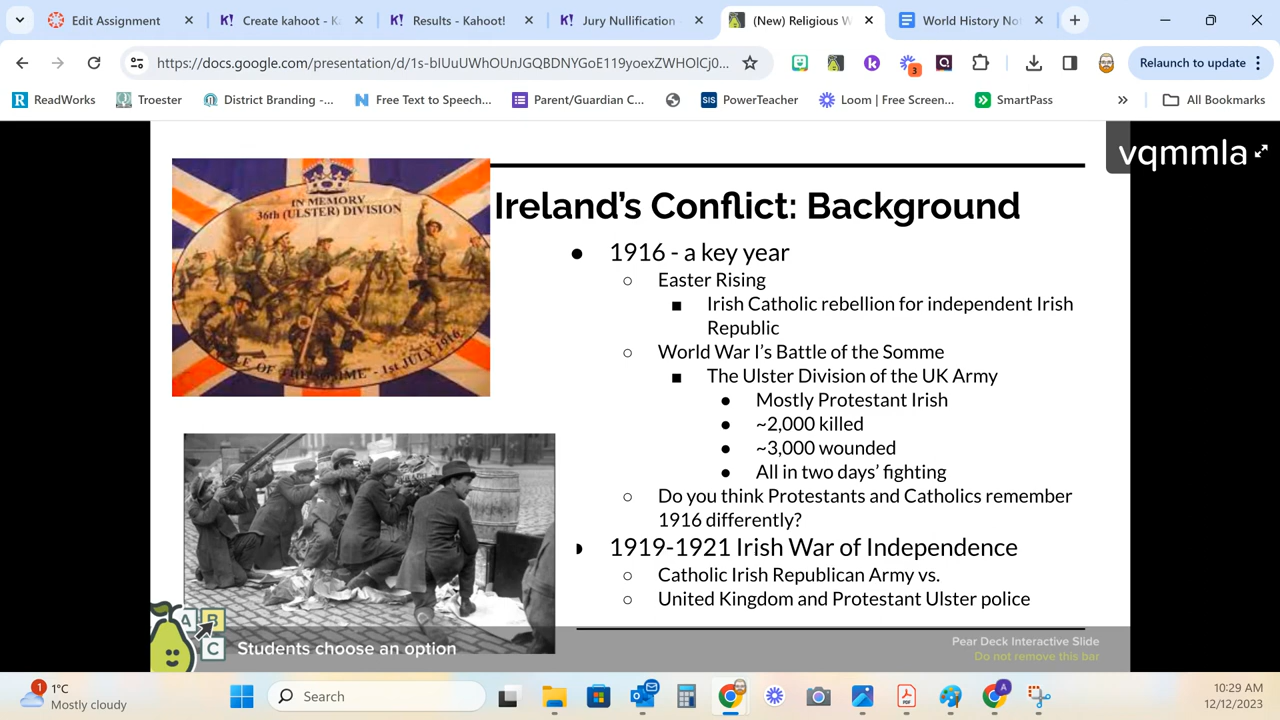 Edit Assignment
Create kahoot - K
Results - Kahoot!
Jury Nullification
(New) Religious W
World History No
https://docs.google.com/presentation/d/1s-bIUuUWhOUnJGQBDNYGoE119yoexZWHOlCj0...
3
Relaunch to update
ReadWorks
Troester
District Branding -...
Free Text to Speech...
Parent/Guardian C...
SIS
PowerTeacher
Loom | Free Screen...
SmartPass
All Bookmarks
vqmmla
IN MEMORY
36th (ULSTER) DIVISION
- 1st JULY 1916
Ireland's Conflict: Background
● 1916 - a key year
○ Easter Rising
■ Irish Catholic rebellion for independent Irish
Republic
○ World War I's Battle of the Somme
■ The Ulster Division of the UK Army
● Mostly Protestant Irish
● ~2,000 killed
● ~3,000 wounded
● All in two days' fighting
○ Do you think Protestants and Catholics remember
1916 differently?
1919-1921 Irish War of Independence
○ Catholic Irish Republican Army vs.
○ United Kingdom and Protestant Ulster police
A
B
C
Students choose an option
Pear Deck Interactive Slide
Do not remove this bar
1
1°C
Mostly cloudy
Search
A
10:29 AM
12/12/2023